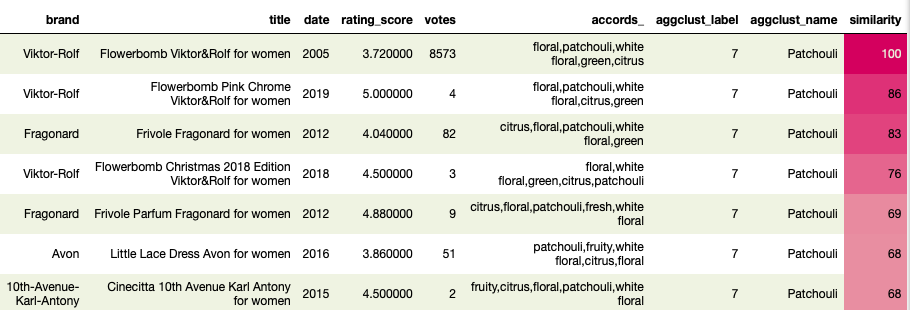 brand title date rating_score votes accords_ aggclust_label aggclust_name similarity
Viktor-Rolf Flowerbomb Viktor&Rolf for women 2005 3.720000 8573 floral,patchouli,white floral,green,citrus 7 Patchouli 100
Viktor-Rolf Flowerbomb Pink Chrome Viktor&Rolf for women 2019 5.000000 4 floral,patchouli,white floral,citrus,green 7 Patchouli 86
Fragonard Frivole Fragonard for women 2012 4.040000 82 citrus,floral,patchouli,white floral,green 7 Patchouli 83
Viktor-Rolf Flowerbomb Christmas 2018 Edition Viktor&Rolf for women 2018 4.500000 3 floral,white floral,green,citrus,patchouli 7 Patchouli 76
Fragonard Frivole Parfum Fragonard for women 2012 4.880000 9 citrus,floral,patchouli,fresh,white floral 7 Patchouli 69
Avon Little Lace Dress Avon for women 2016 3.860000 51 patchouli,fruity,white floral,citrus,floral 7 Patchouli 68
10th-Avenue-Karl-Antony Cinecitta 10th Avenue Karl Antony for women 2015 4.500000 2 fruity,citrus,floral,patchouli,white floral 7 Patchouli 68